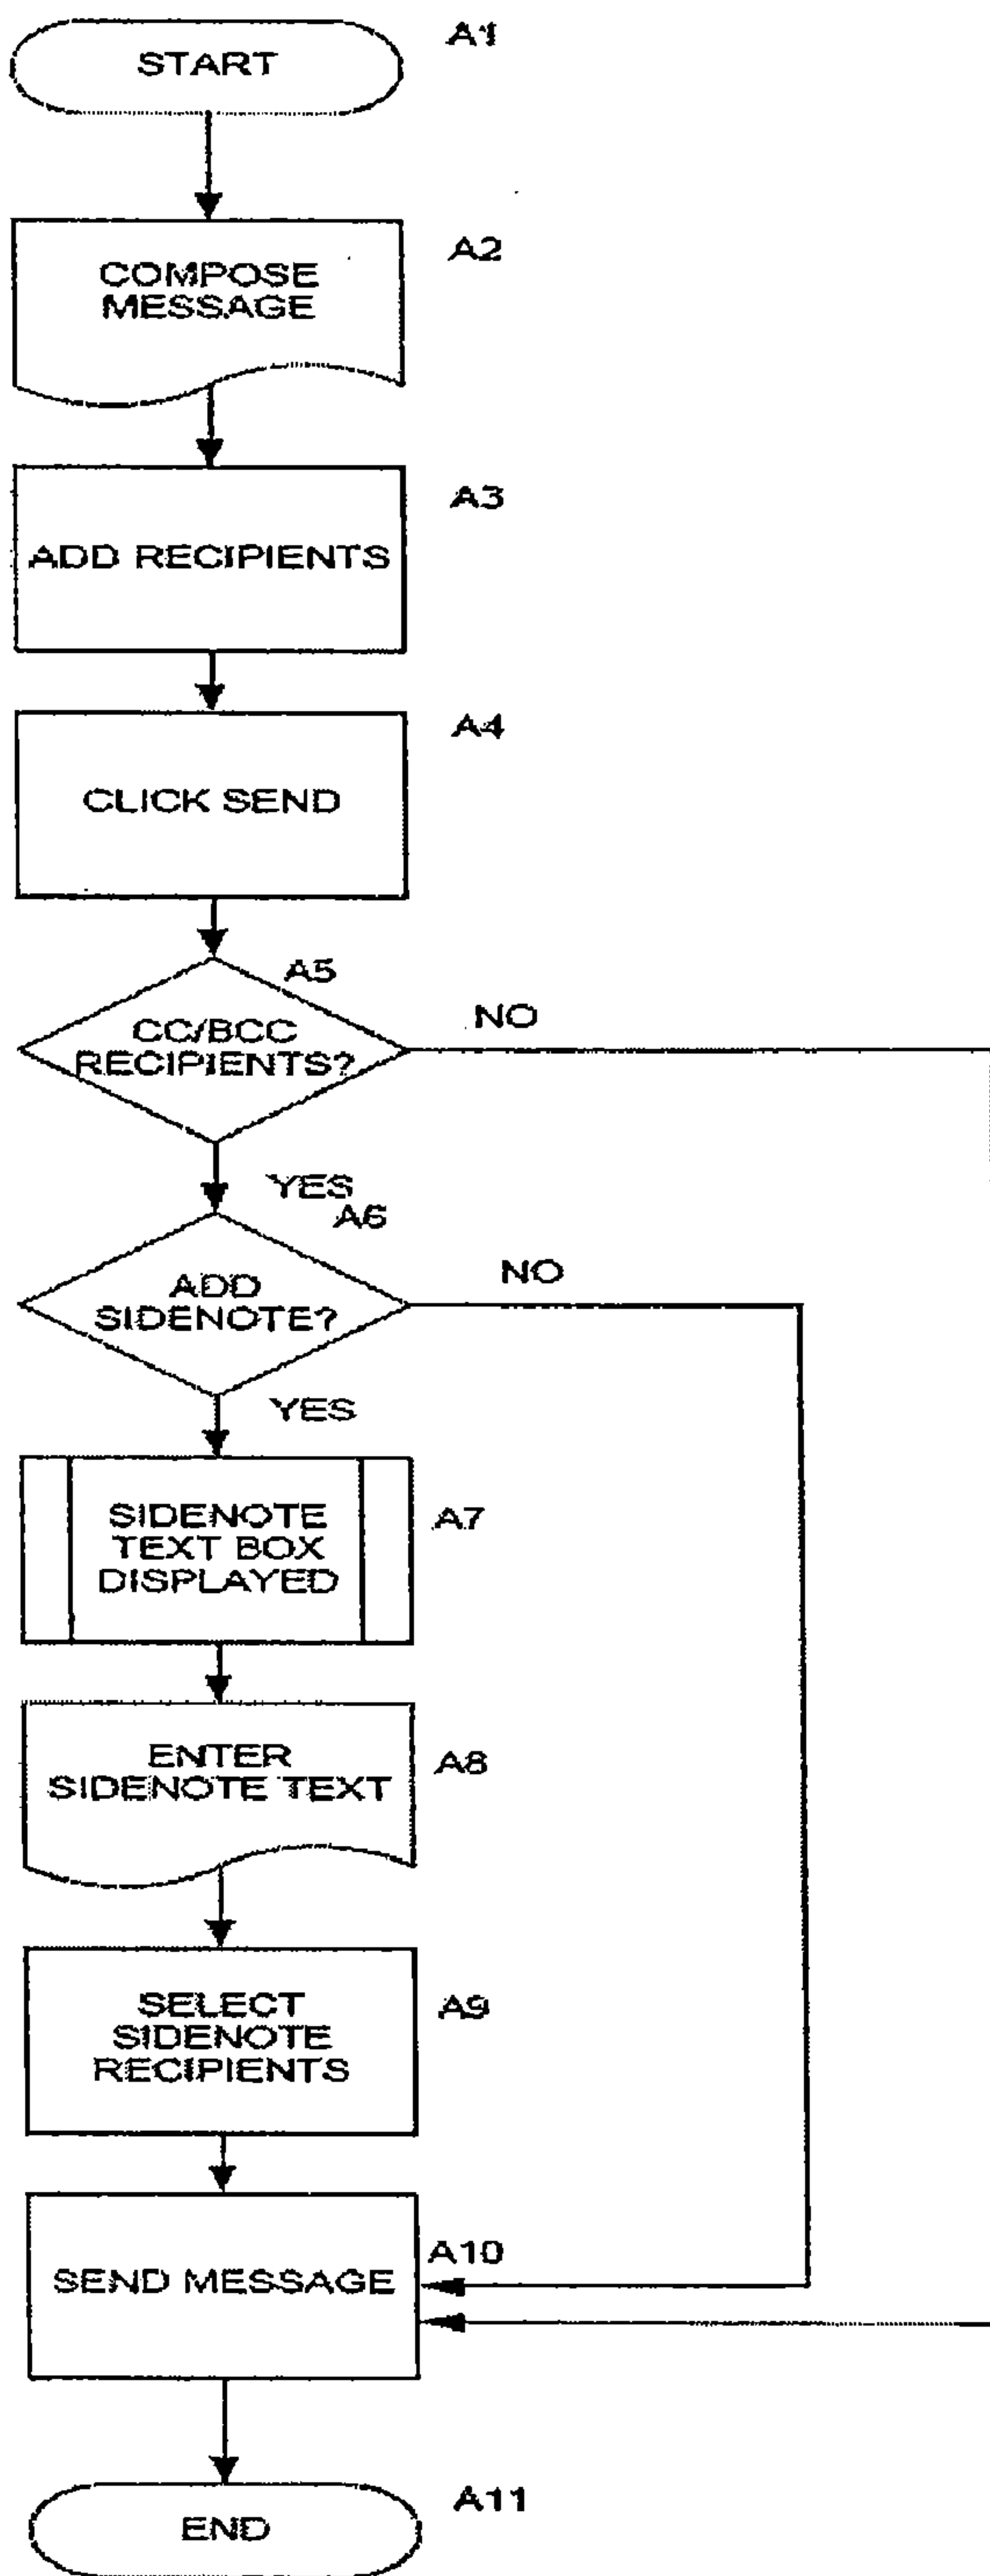 START
A1
COMPOSE
MESSAGE
A2
ADD RECIPIENTS
A3
CLICK SEND
A4
A5
CC/BCC
RECIPIENTS?
NO
YES
A6
ADD
SIDENOTE?
NO
YES
SIDENOTE
TEXT BOX
DISPLAYED
A7
ENTER
SIDENOTE TEXT
A8
SELECT
SIDENOTE
RECIPIENTS
A9
SEND MESSAGE
A10
END
A11